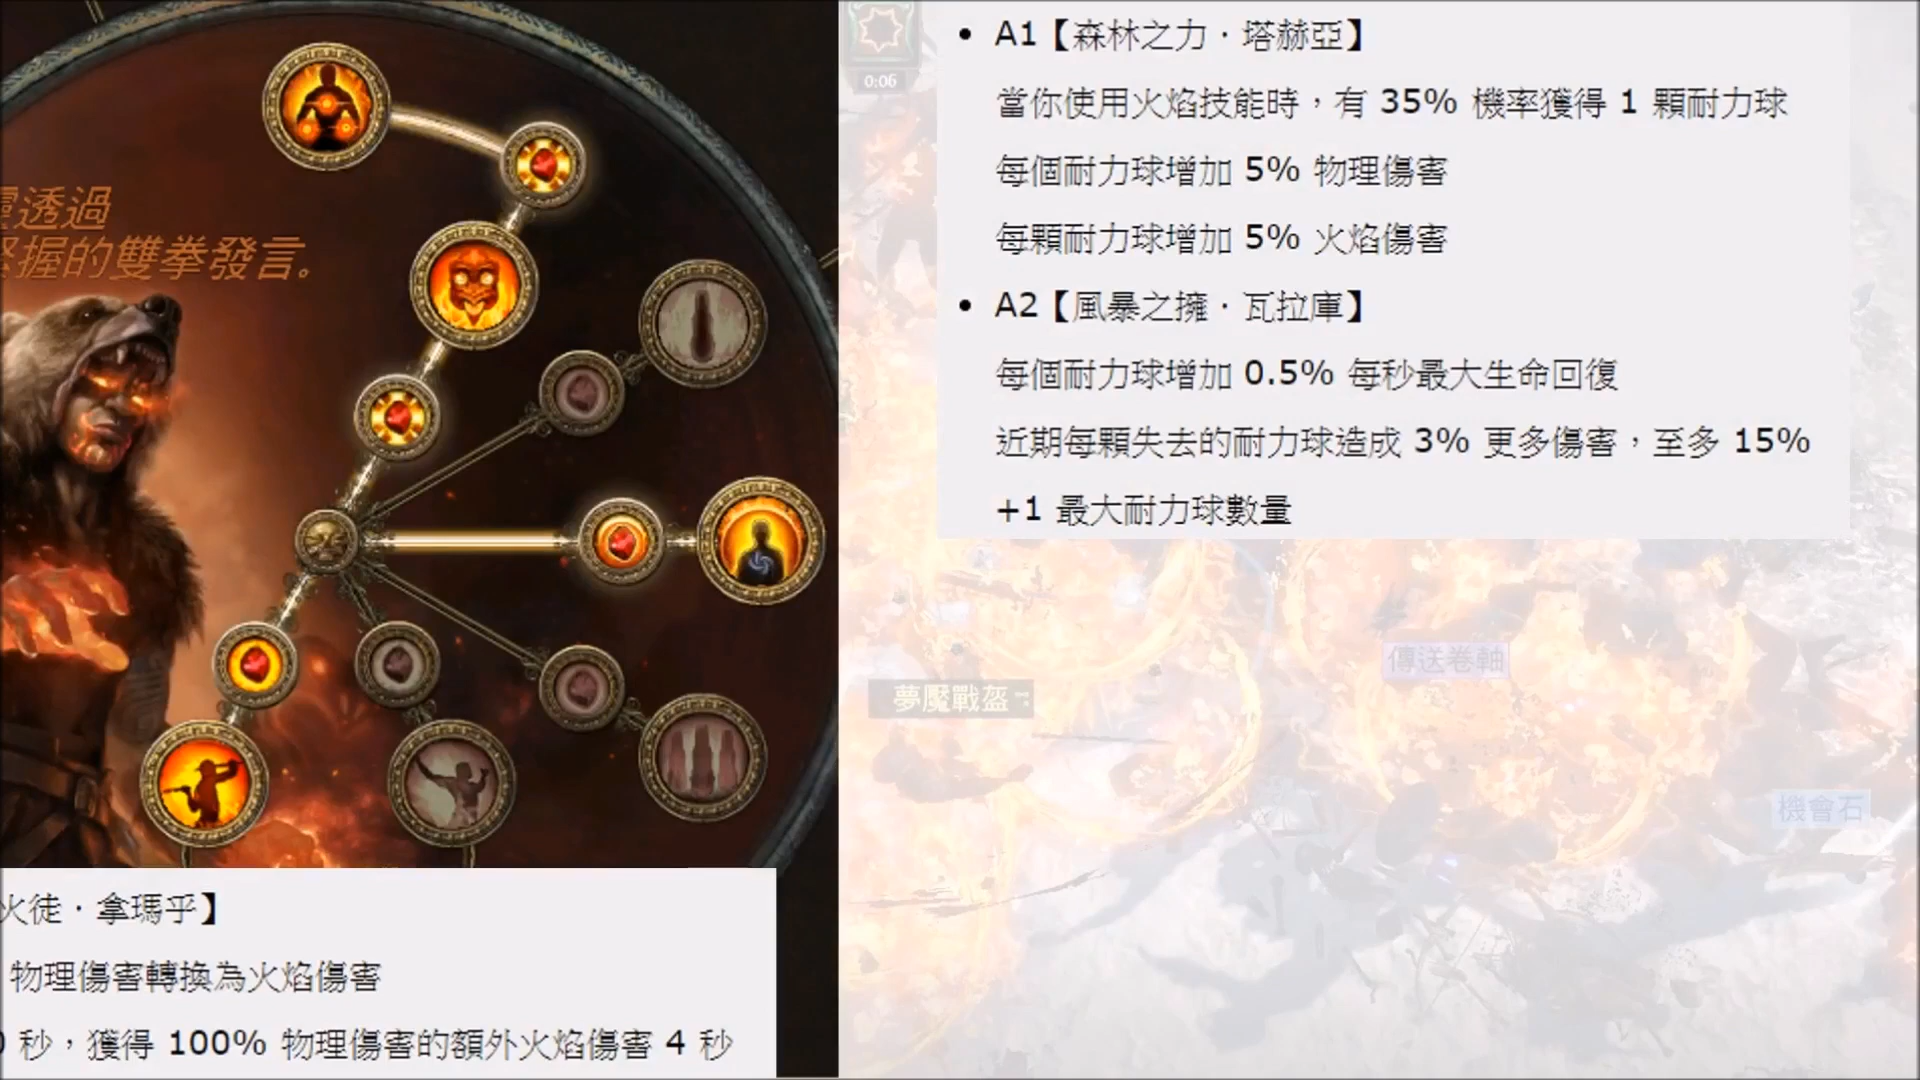 透過
握的雙拳發言.
0:06
A1【森林之力．塔赫亞】
當你使用火焰技能時，有 35% 機率獲得 1 顆耐力球
每個耐力球增加 5% 物理傷害
每顆耐力球增加 5% 火焰傷害
A2【風暴之擁．瓦拉庫】
每個耐力球增加 0.5% 每秒最大生命回復
近期每顆失去的耐力球造成 3% 更多傷害，至多 15%
+1 最大耐力球數量
傳送卷軸
夢魘戰盔
機會石
火徒．拿瑪乎】
物理傷害轉換為火焰傷害
秒，獲得 100% 物理傷害的額外火焰傷害 4 秒